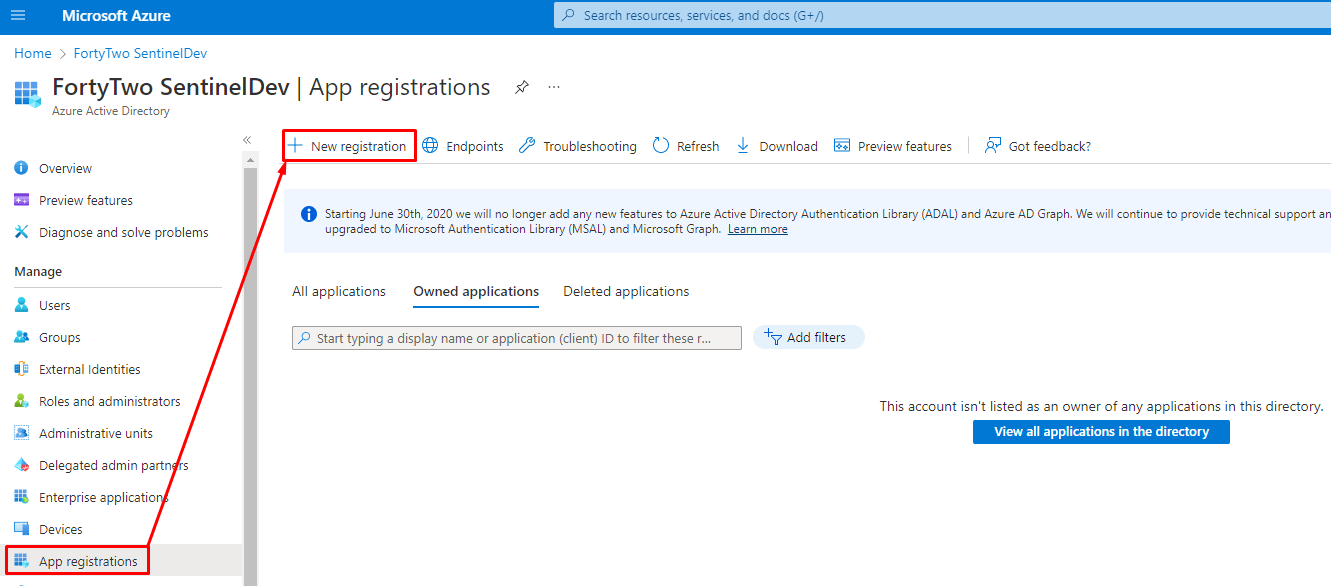 Microsoft Azure
Search resources, services, and docs (G+/)
Home > FortyTwo SentinelDev
FortyTwo SentinelDev | App registrations
Azure Active Directory
Overview
Preview features
Diagnose and solve problems
Manage
Users
Groups
External Identities
Roles and administrators
Administrative units
Delegated admin partners
Enterprise applications
Devices
App registrations
New registration Endpoints Troubleshooting Refresh Download Preview features Got feedback?
Starting June 30th, 2020 we will no longer add any new features to Azure Active Directory Authentication Library (ADAL) and Azure AD Graph. We will continue to provide technical support an
upgraded to Microsoft Authentication Library (MSAL) and Microsoft Graph. Learn more
All applications Owned applications Deleted applications
Start typing a display name or application (client) ID to filter these r... Add filters
This account isn't listed as an owner of any applications in this directory.
View all applications in the directory